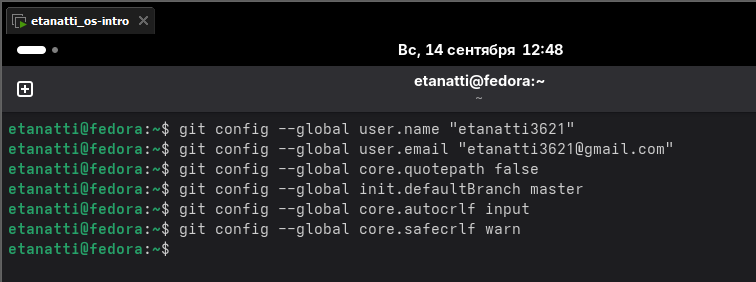 etanatti_os-intro
Вс, 14 сентября 12:48
etanatti@fedora:~
~
etanatti@fedora:~$ git config --global user.name "etanatti3621"
etanatti@fedora:~$ git config --global user.email "etanatti3621@gmail.com"
etanatti@fedora:~$ git config --global core.quotepath false
etanatti@fedora:~$ git config --global init.defaultBranch master
etanatti@fedora:~$ git config --global core.autocrlf input
etanatti@fedora:~$ git config --global core.safecrlf warn
etanatti@fedora:~$